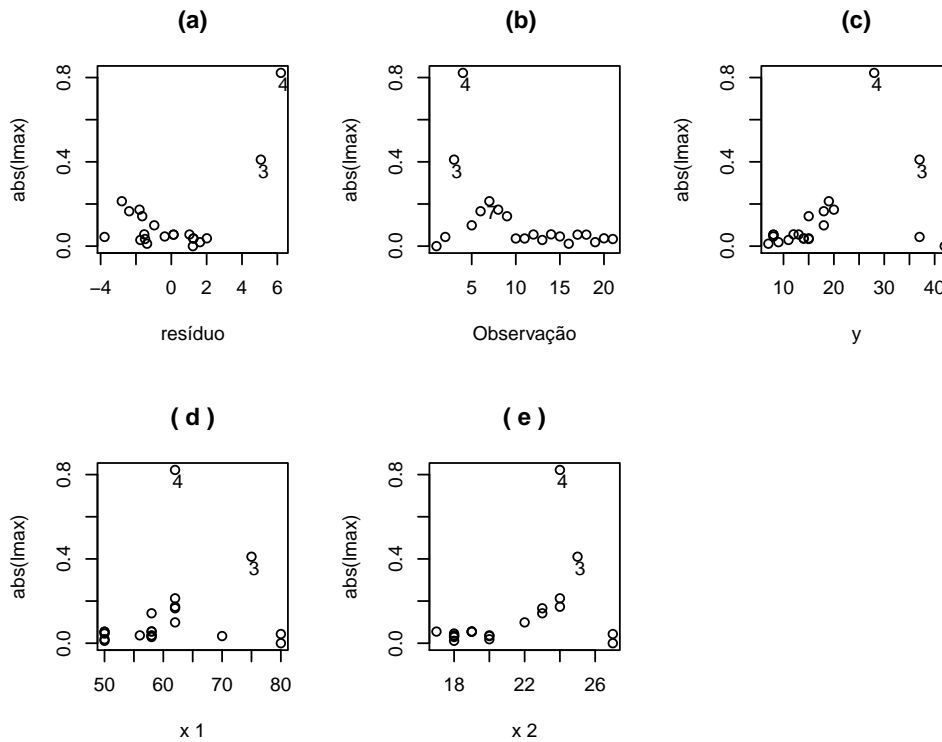 (a)
abs(lmax)
0.0 0.4 0.8
4
3
−4 −2 0 2 4 6
resíduo
(b)
abs(lmax)
0.0 0.4 0.8
4
3
7
5 10 15 20
Observação
(c)
abs(lmax)
0.0 0.4 0.8
4
3
10 20 30 40
y
( d )
abs(lmax)
0.0 0.4 0.8
4
3
50 60 70 80
x 1
( e )
abs(lmax)
0.0 0.4 0.8
4
3
18 22 26
x 2